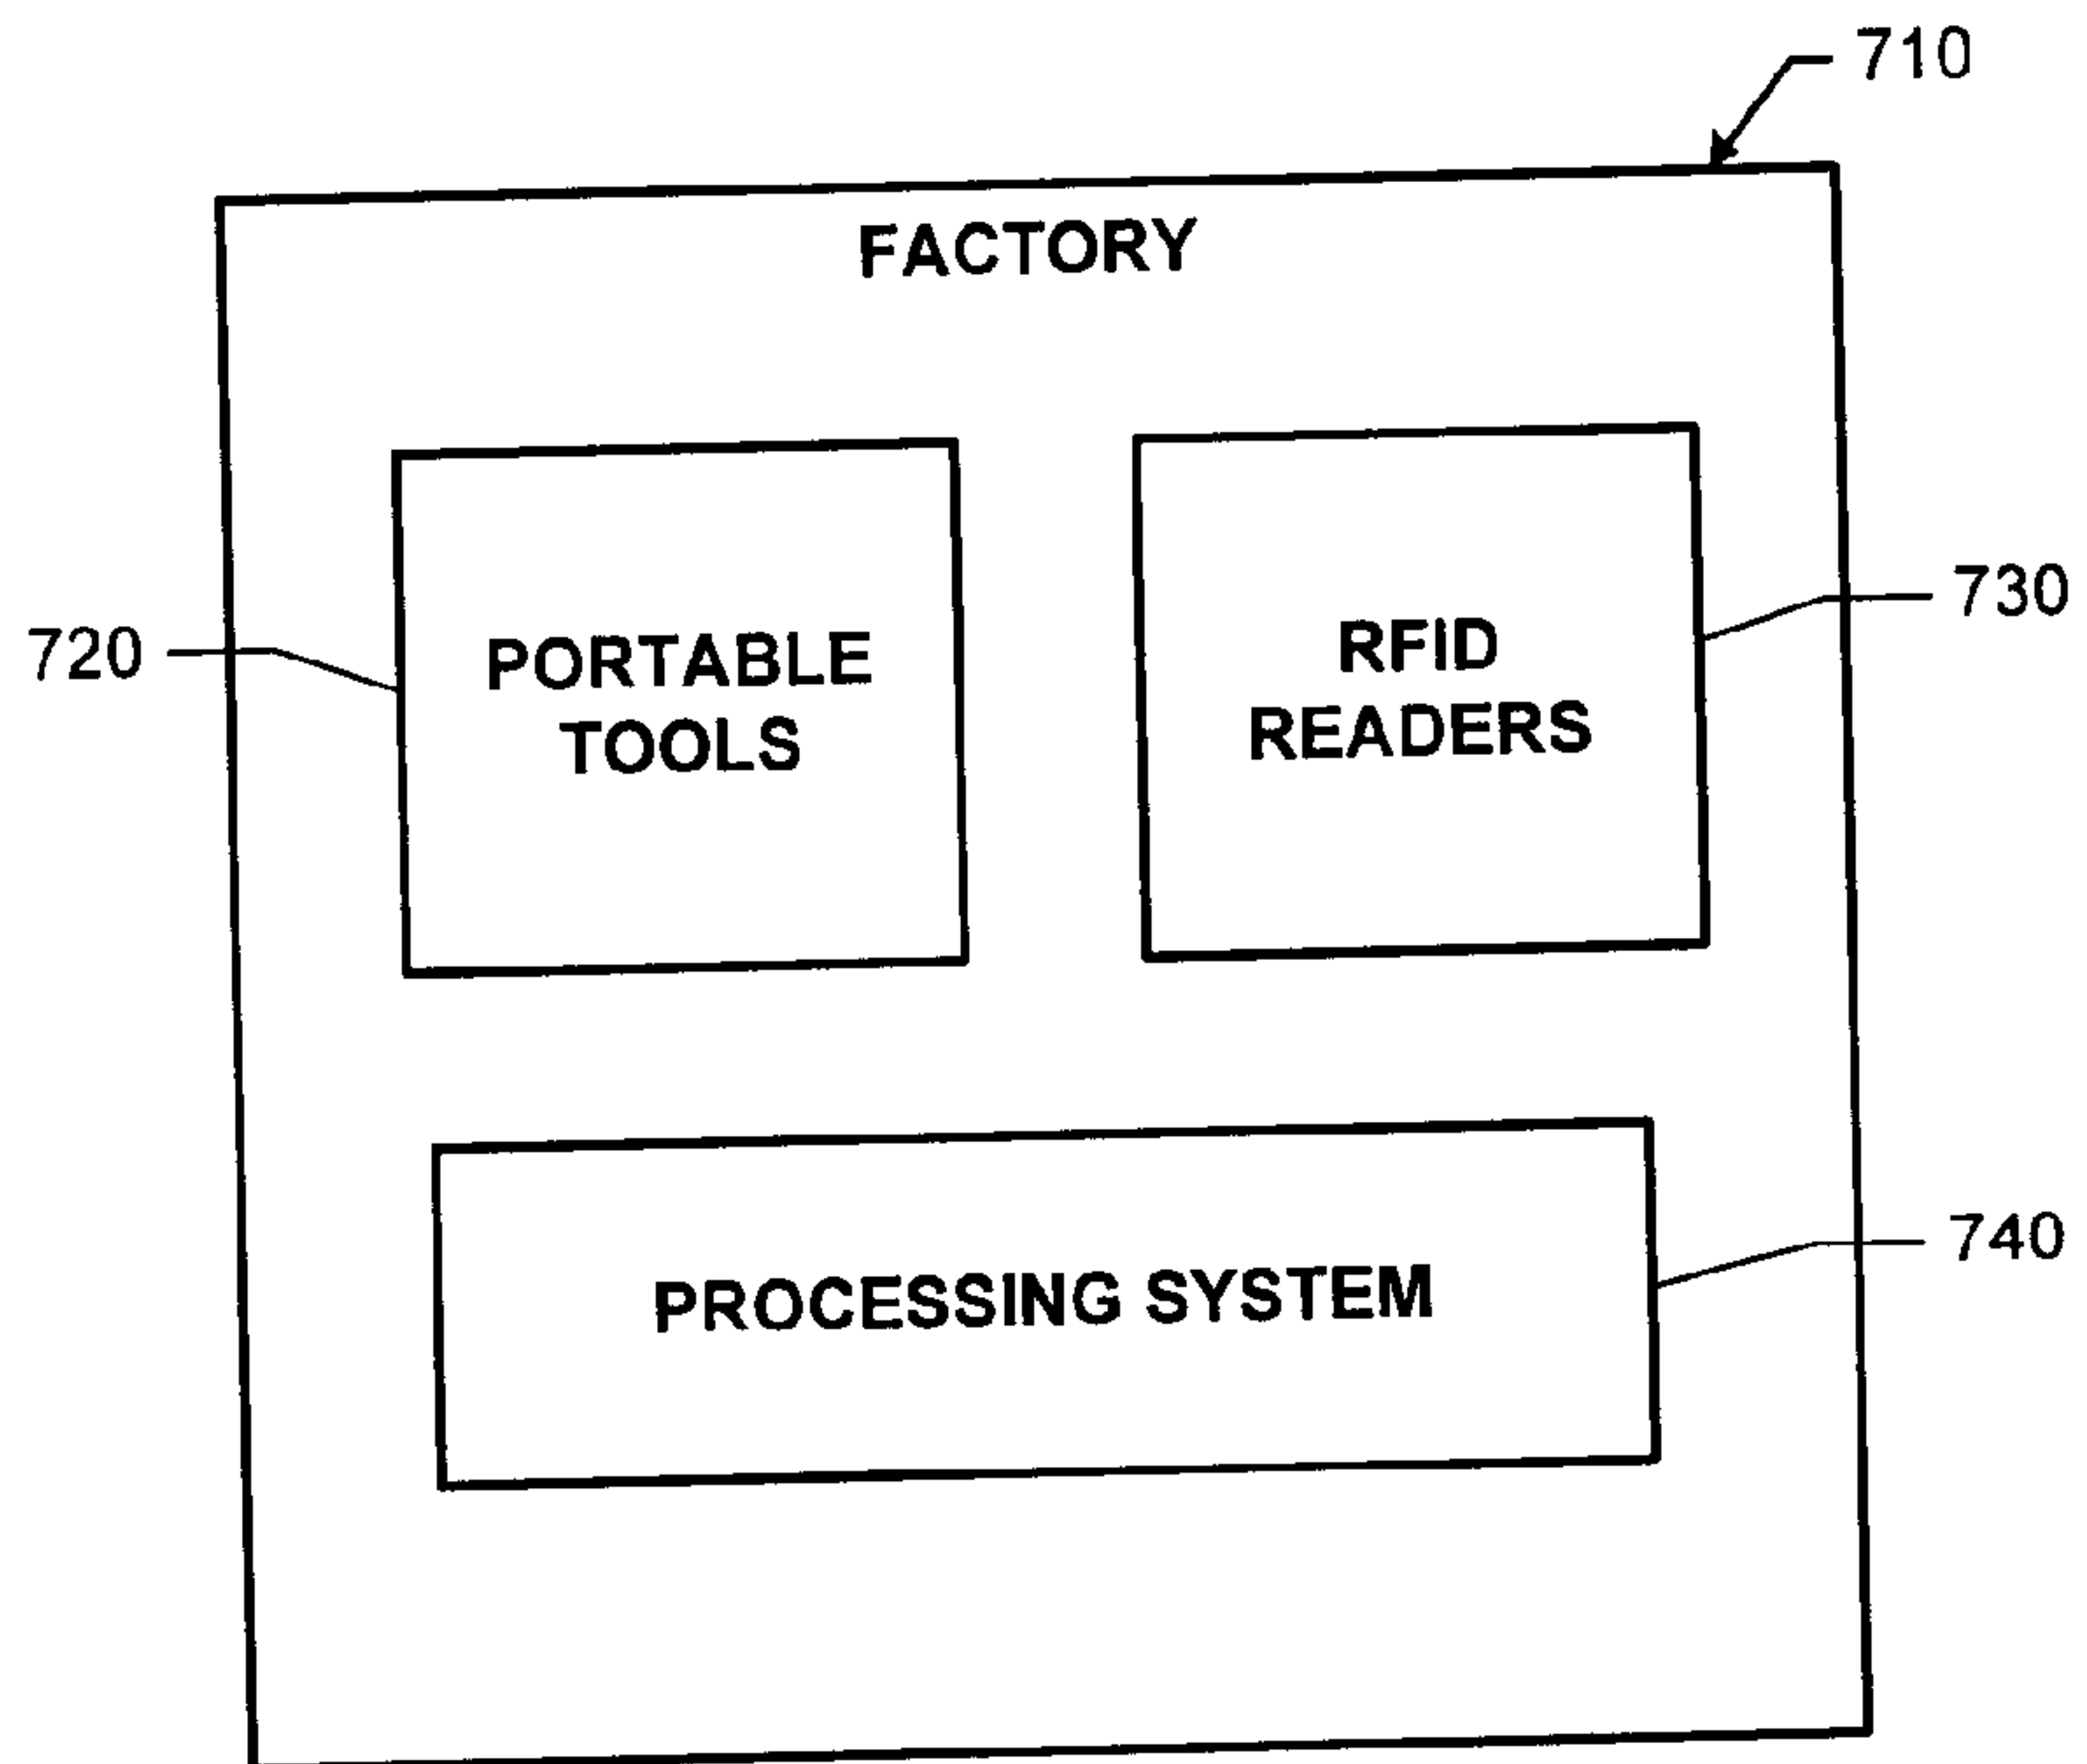 710
FACTORY
720
PORTABLE
TOOLS
RFID
READERS
730
PROCESSING SYSTEM
740